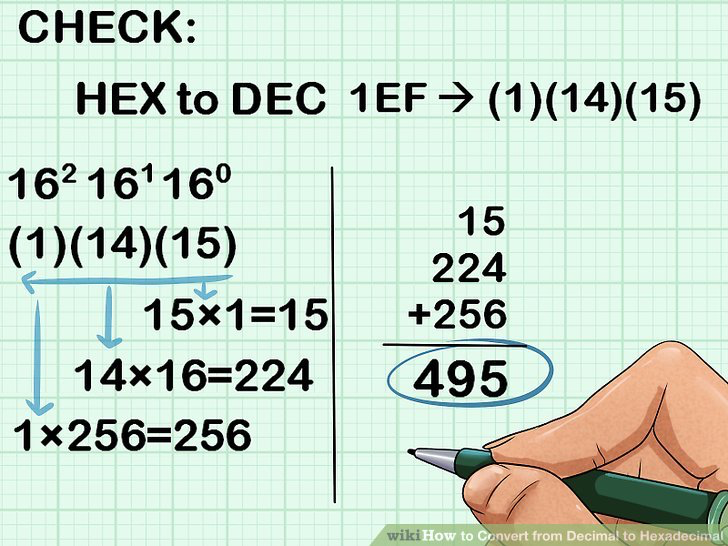 CHECK:
HEX to DEC 1EF → (1)(14)(15)
16² 16¹ 16⁰
(1)(14)(15)
15×1=15
14×16=224
1×256=256
15
224
+256
495
wikiHow to Convert from Decimal to Hexadecimal